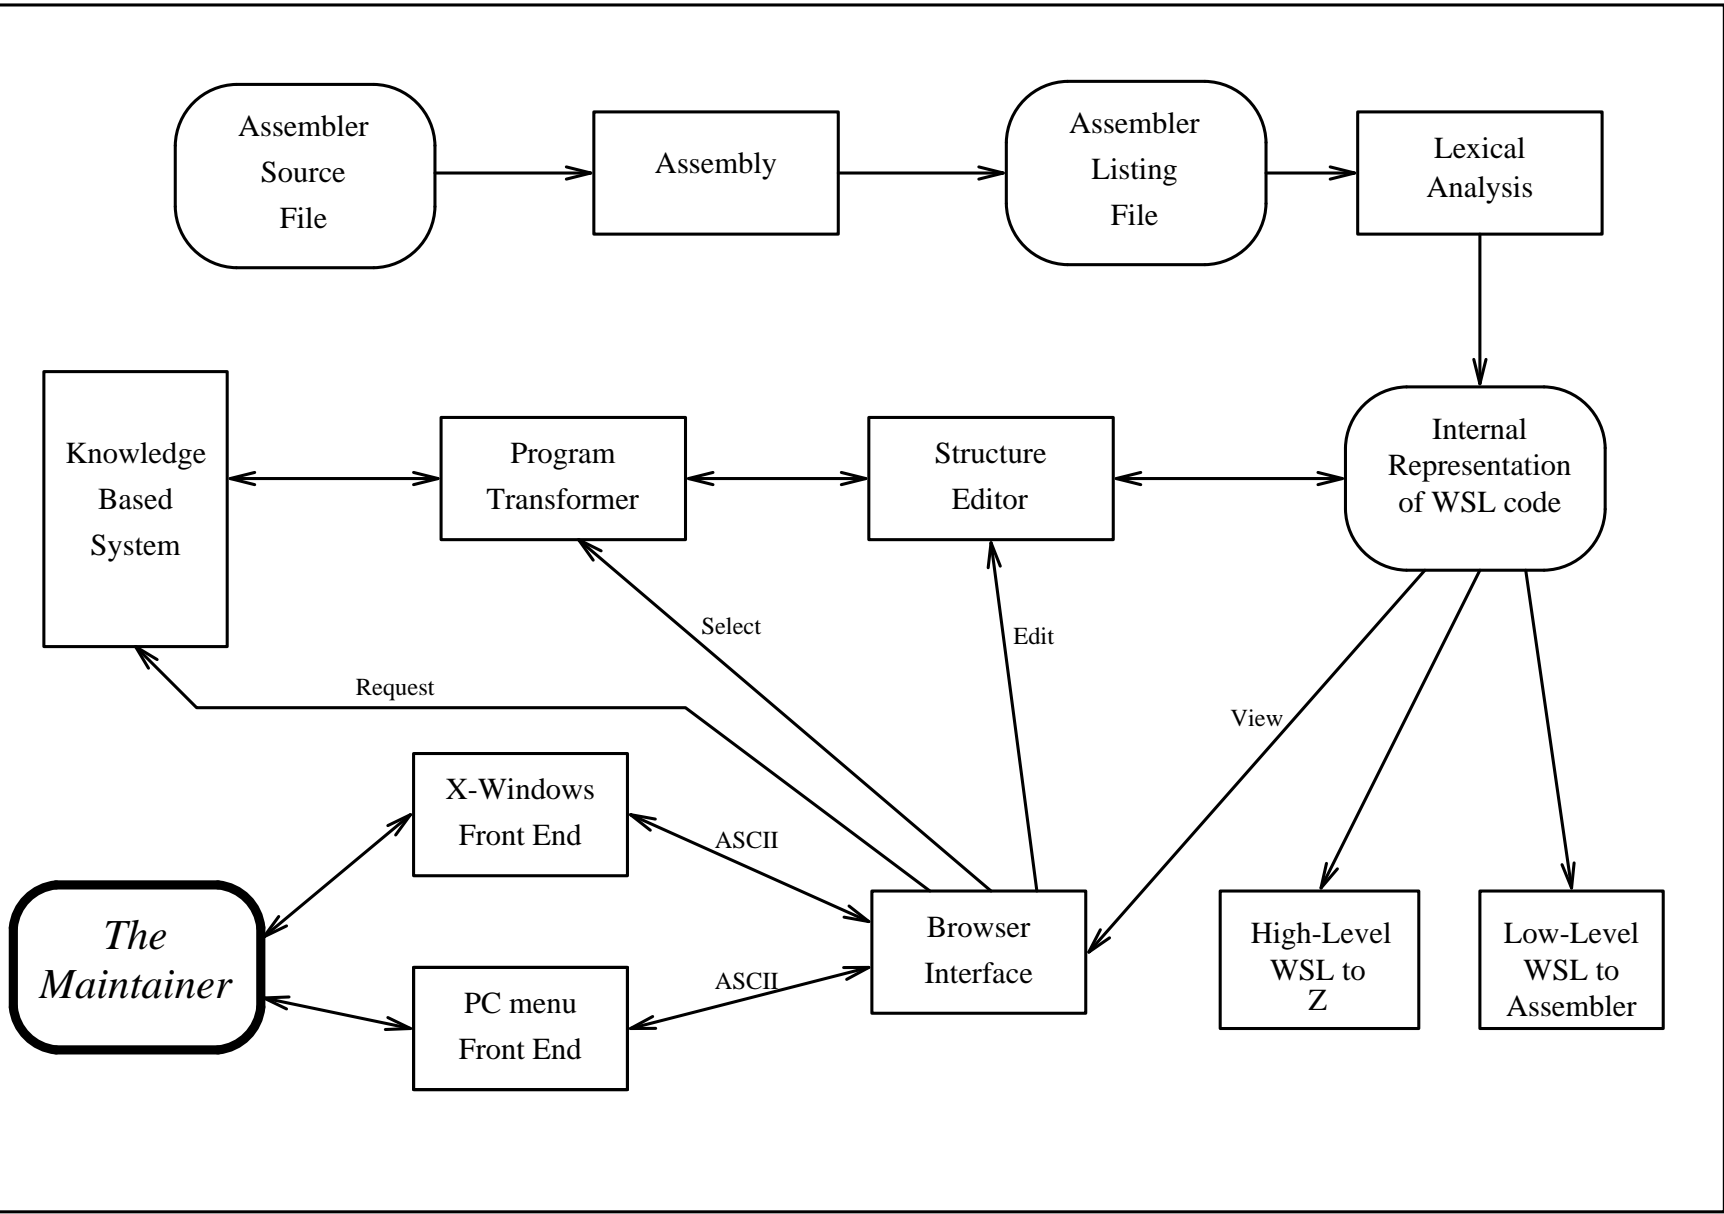 Assembler
Source
File
Assembly
Assembler
Listing
File
Lexical
Analysis
Knowledge
Based
System
Program
Transformer
Structure
Editor
Internal
Representation
of WSL code
Select
Edit
Request
View
X-Windows
Front End
ASCII
The
Maintainer
PC menu
Front End
ASCII
Browser
Interface
High-Level
WSL to
Z
Low-Level
WSL to
Assembler